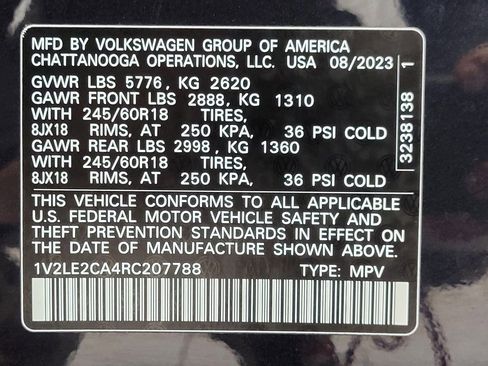 MFD BY VOLKSWAGEN GROUP OF AMERICA
CHATTANOOGA OPERATIONS, LLC. USA 08/2023
GVWR LBS 5776, KG 2620
GAWR FRONT LBS 2888, KG 1310
WITH 245/60R18 TIRES,
8JX18 RIMS, AT 250 KPA, 36 PSI COLD
GAWR REAR LBS 2998, KG 1360
WITH 245/60R18 TIRES,
8JX18 RIMS, AT 250 KPA, 36 PSI COLD
THIS VEHICLE CONFORMS TO ALL APPLICABLE
U.S. FEDERAL MOTOR VEHICLE SAFETY AND
THEFT PREVENTION STANDARDS IN EFFECT ON
THE DATE OF MANUFACTURE SHOWN ABOVE.
1V2LE2CA4RC207788 TYPE: MPV
3238138 1